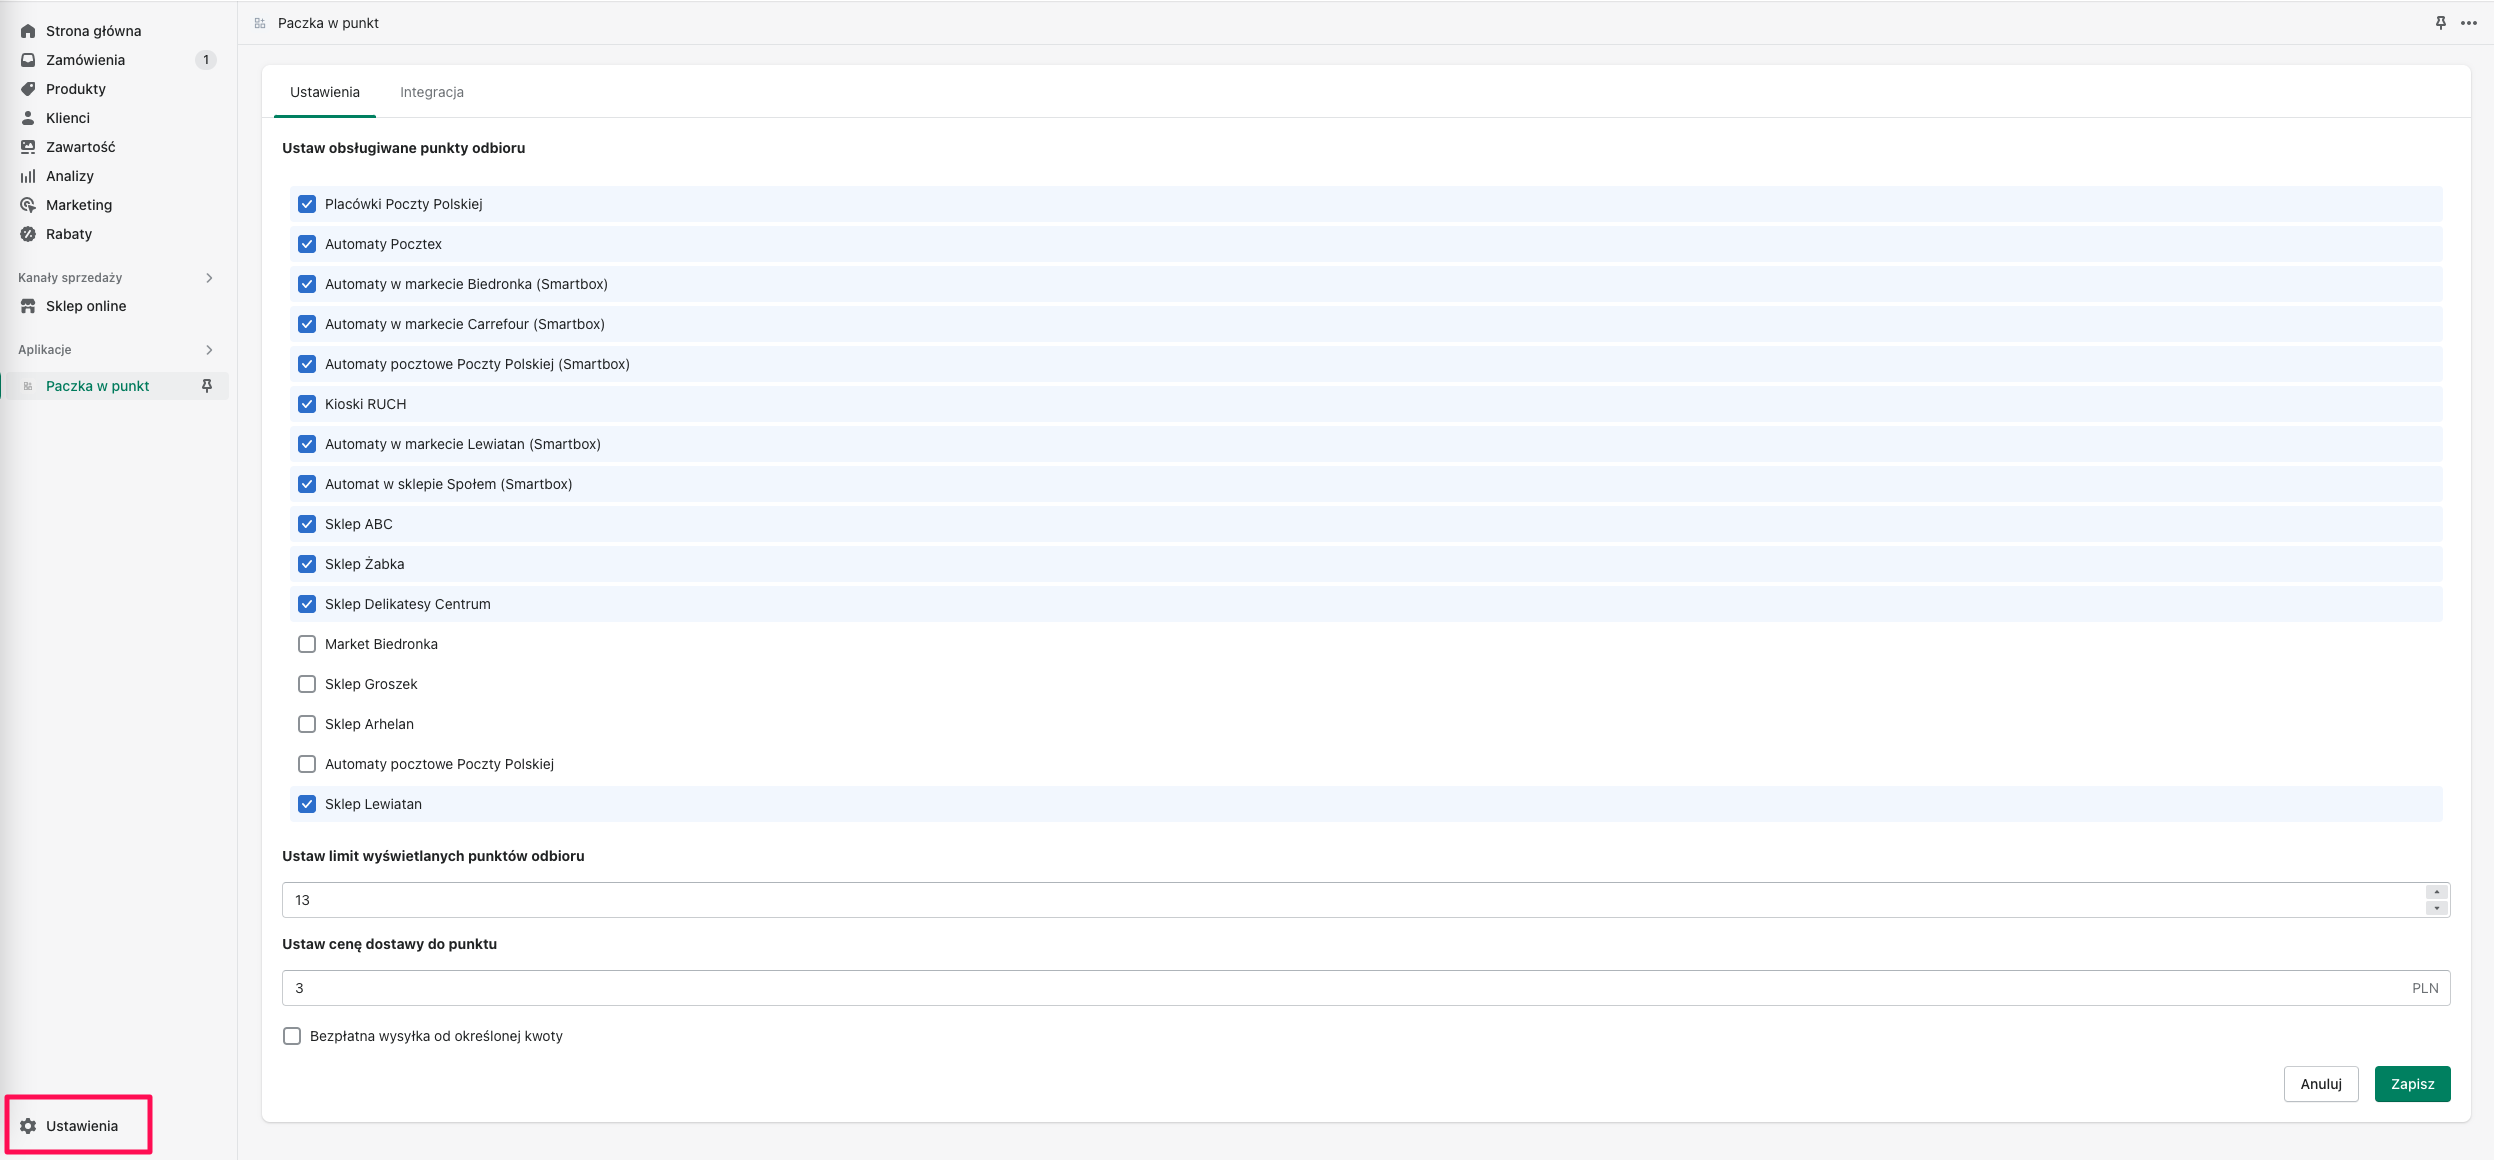 Strona główna
Zamówienia 1
Produkty
Klienci
Zawartość
Analizy
Marketing
Rabaty
Kanały sprzedaży
Sklep online
Aplikacje
Paczka w punkt
Ustawienia
Paczka w punkt
Ustawienia Integracja
Ustaw obsługiwane punkty odbioru
Placówki Poczty Polskiej
Automaty Pocztex
Automaty w markecie Biedronka (Smartbox)
Automaty w markecie Carrefour (Smartbox)
Automaty pocztowe Poczty Polskiej (Smartbox)
Kioski RUCH
Automaty w markecie Lewiatan (Smartbox)
Automat w sklepie Społem (Smartbox)
Sklep ABC
Sklep Żabka
Sklep Delikatesy Centrum
Market Biedronka
Sklep Groszek
Sklep Arhelan
Automaty pocztowe Poczty Polskiej
Sklep Lewiatan
Ustaw limit wyświetlanych punktów odbioru
13
Ustaw cenę dostawy do punktu
3 PLN
Bezpłatna wysyłka od określonej kwoty
Anuluj Zapisz